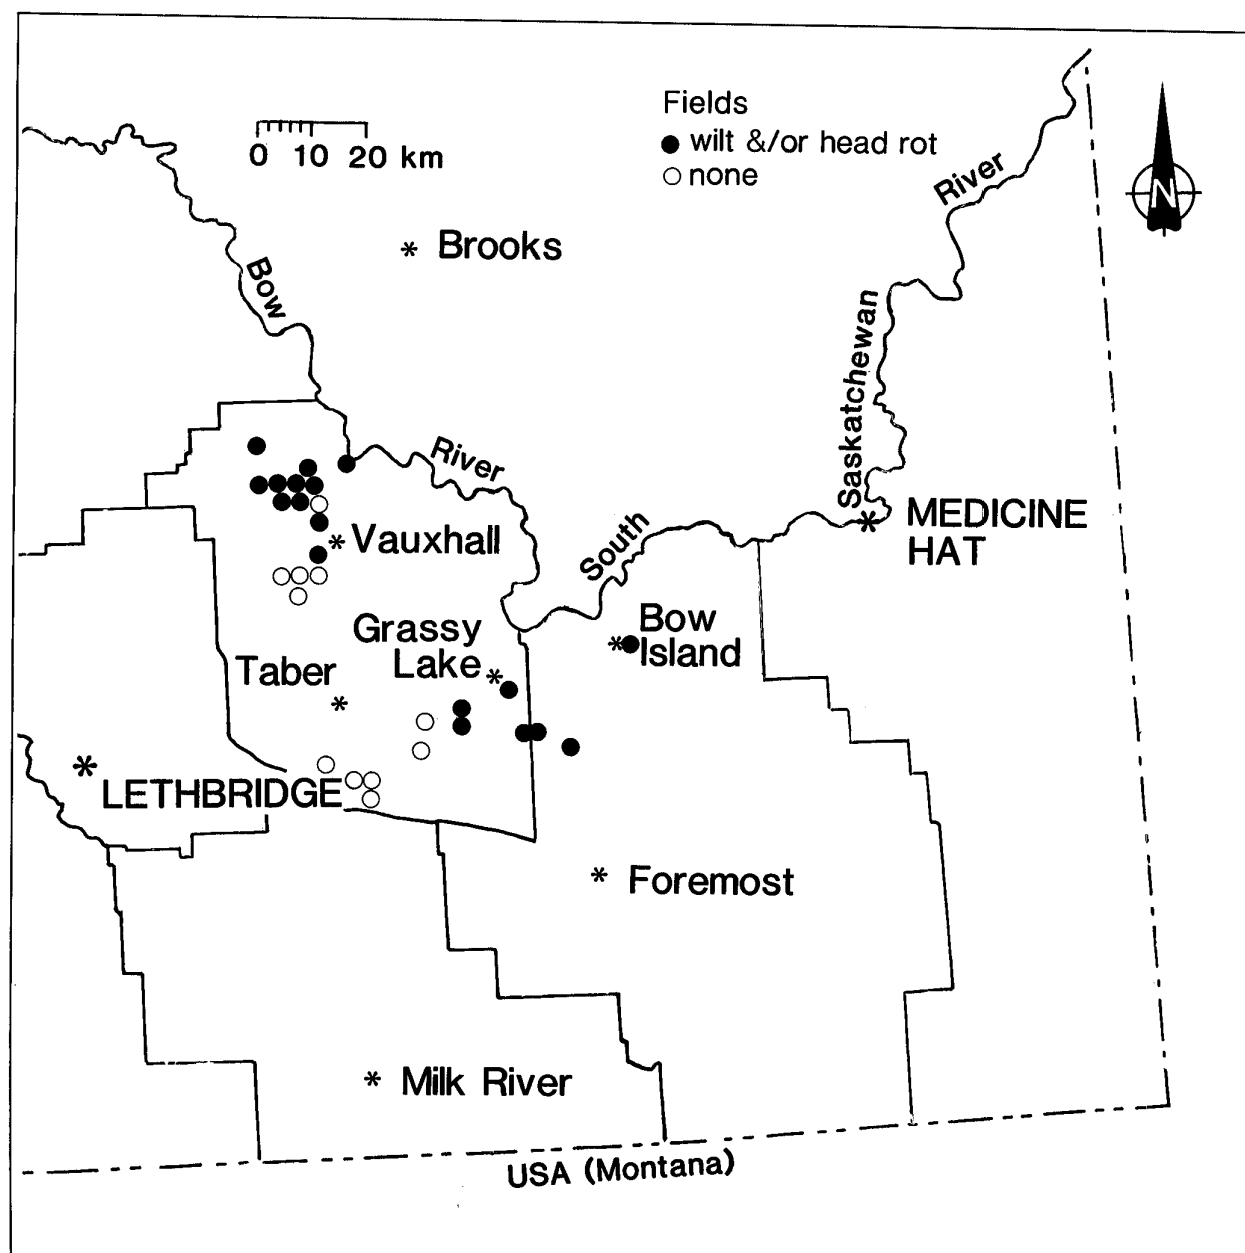 Fields
wilt &/or head rot
none
0 10 20 km
N
River
Brooks
Bow
Saskatchewan
River
South
Vauxhall
MEDICINE
HAT
Grassy
Lake
Bow
Island
Taber
LETHBRIDGE
Foremost
Milk River
USA (Montana)